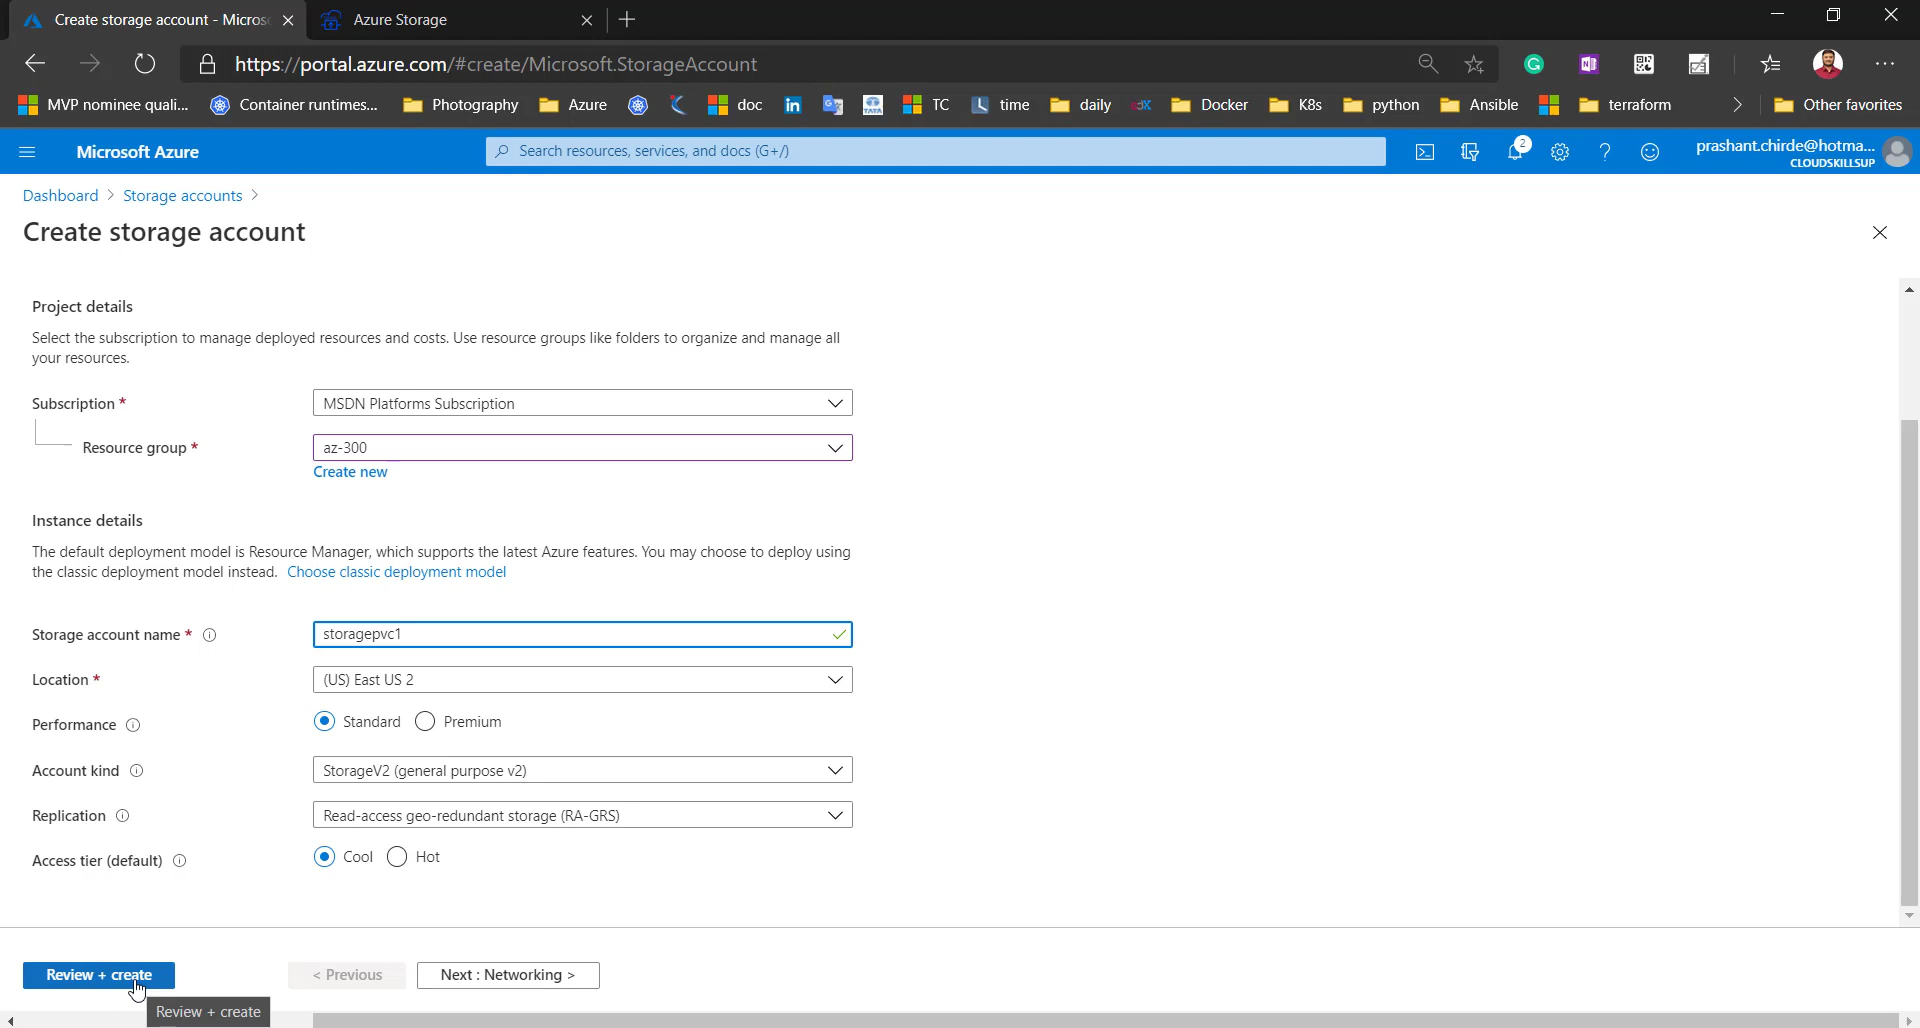 Create storage account - Micros
Azure Storage
https://portal.azure.com/#create/Microsoft.StorageAccount
MVP nominee quali... Container runtimes... Photography Azure doc in TC time daily Docker K8s python Ansible terraform Other favorites
Microsoft Azure
Search resources, services, and docs (G+/)
2
prashant.chirde@hotma...
CLOUDSKILLSUP
Dashboard > Storage accounts >
Create storage account
Project details
Select the subscription to manage deployed resources and costs. Use resource groups like folders to organize and manage all
your resources.
Subscription * MSDN Platforms Subscription
Resource group * az-300
Create new
Instance details
The default deployment model is Resource Manager, which supports the latest Azure features. You may choose to deploy using
the classic deployment model instead. Choose classic deployment model
Storage account name * storagepvc1
Location * (US) East US 2
Performance Standard Premium
Account kind StorageV2 (general purpose v2)
Replication Read-access geo-redundant storage (RA-GRS)
Access tier (default) Cool Hot
Review + create < Previous Next : Networking >
Review + create